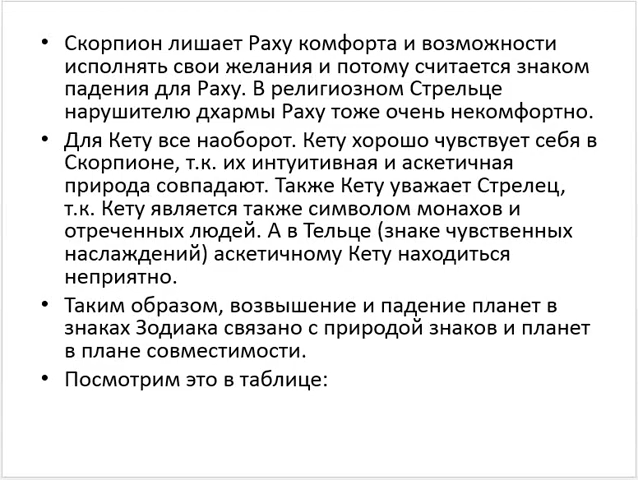 • Скорпион лишает Раху комфорта и возможности
исполнять свои желания и потому считается знаком
падения для Раху. В религиозном Стрельце
нарушителю дхармы Раху тоже очень некомфортно.
• Для Кету все наоборот. Кету хорошо чувствует себя в
Скорпионе, т.к. их интуитивная и аскетичная
природа совпадают. Также Кету уважает Стрелец,
т.к. Кету является также символом монахов и
отреченных людей. А в Тельце (знаке чувственных
наслаждений) аскетичному Кету находиться
неприятно.
• Таким образом, возвышение и падение планет в
знаках Зодиака связано с природой знаков и планет
в плане совместимости.
• Посмотрим это в таблице: